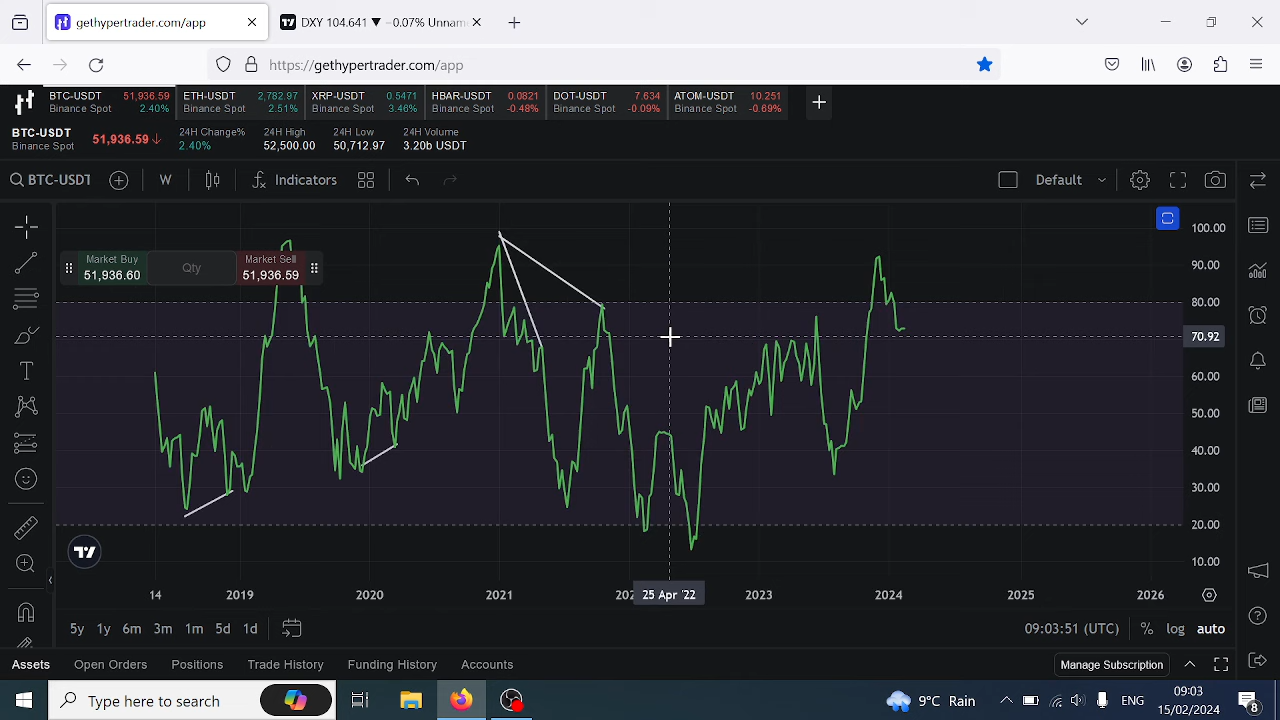 gethypertrader.com/app
DXY 104.641 ▼ −0.07% Unnam
https://gethypertrader.com/app
BTC-USDT 51,936.59
Binance Spot 2.40%
ETH-USDT 2,782.97
Binance Spot 2.51%
XRP-USDT 0.5471
Binance Spot 3.46%
HBAR-USDT 0.0821
Binance Spot -0.48%
DOT-USDT 7.634
Binance Spot -0.09%
ATOM-USDT 10.251
Binance Spot -0.69%
BTC-USDT
Binance Spot
51,936.59↓
24H Change%
2.40%
24H High
52,500.00
24H Low
50,712.97
24H Volume
3.20b USDT
BTC-USDT W Indicators Default
Market Buy
51,936.60
Qty
Market Sell
51,936.59
100.00
90.00
80.00
70.92
60.00
50.00
40.00
30.00
20.00
10.00
14 2019 2020 2021 202 25 Apr '22 2023 2024 2025 2026
5y 1y 6m 3m 1m 5d 1d 09:03:51 (UTC) % log auto
Assets Open Orders Positions Trade History Funding History Accounts Manage Subscription
Type here to search
9°C Rain
ENG
09:03
15/02/2024
8